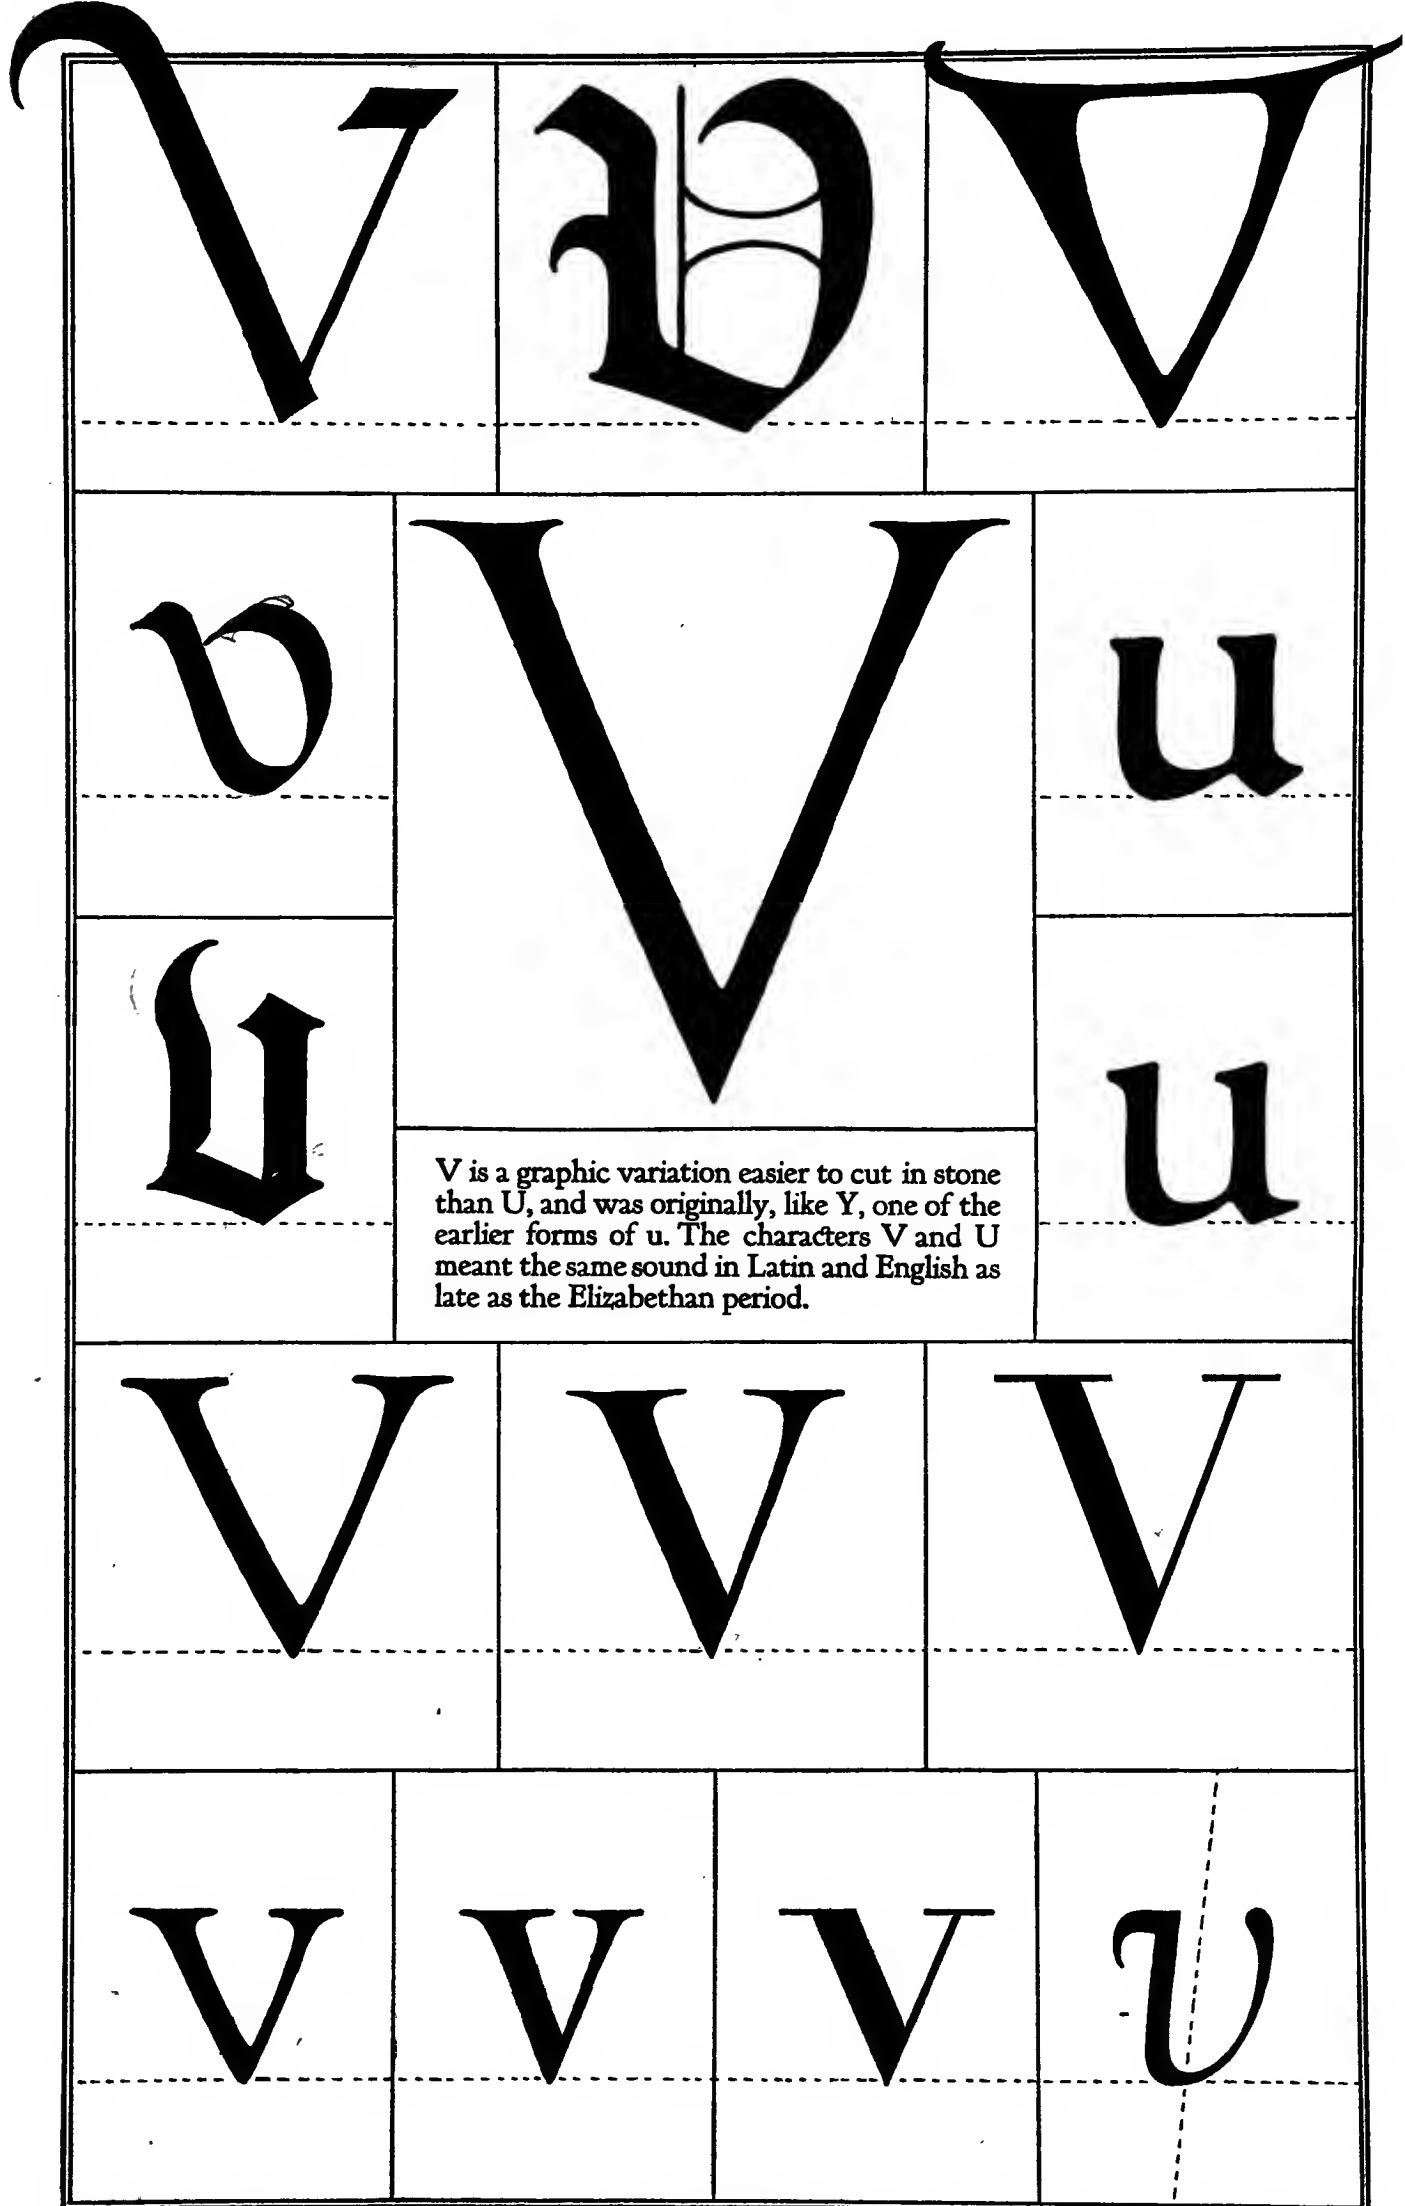 V V V
v V u
U u
V is a graphic variation easier to cut in stone
than U, and was originally, like Y, one of the
earlier forms of u. The characters V and U
meant the same sound in Latin and English as
late as the Elizabethan period.
V V V
v v v v